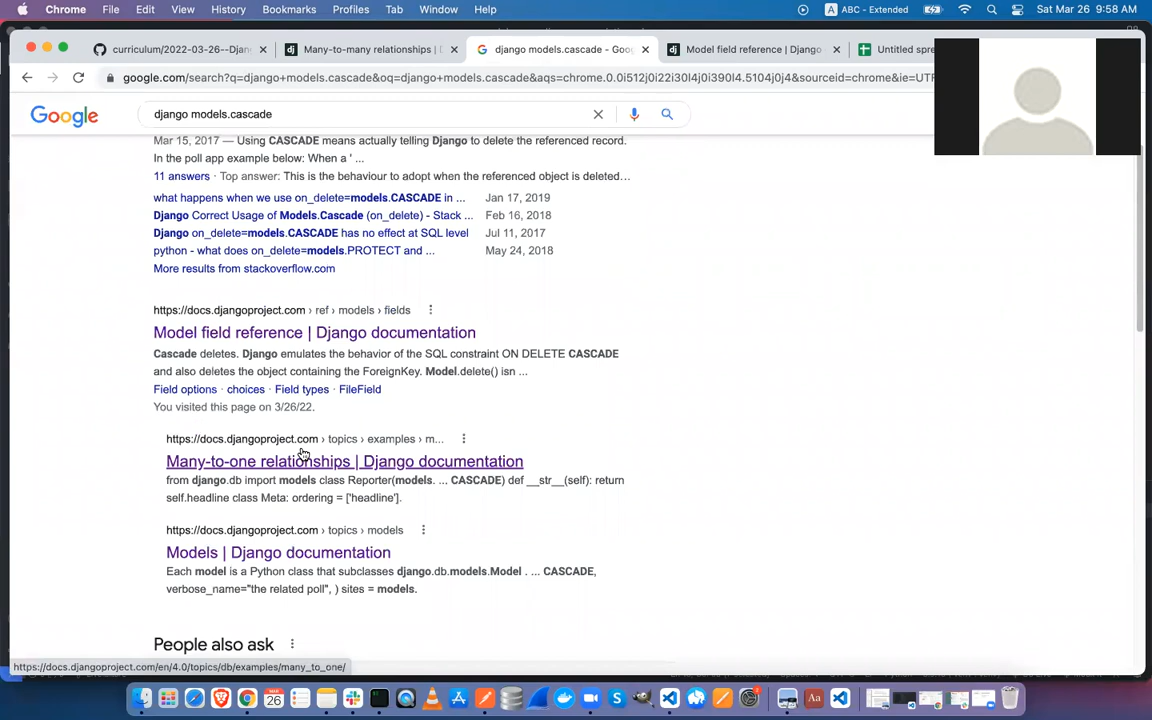 Chrome File Edit View History Bookmarks Profiles Tab Window Help A ABC - Extended Sat Mar 26 9:58 AM
curriculum/2022-03-26--Djan Many-to-many relationships | D django models.cascade - Goo Model field reference | Django Untitled spre
google.com/search?q=django+models.cascade&oq=django+models.cascade&aqs=chrome.0.0i512j0i22i30l4j0i390l4.5104j0j4&sourceid=chrome&ie=UTF
Google django models.cascade
Mar 15, 2017 — Using CASCADE means actually telling Django to delete the referenced record.
In the poll app example below: When a ' ...
11 answers · Top answer: This is the behaviour to adopt when the referenced object is deleted…
what happens when we use on_delete=models.CASCADE in ... Jan 17, 2019
Django Correct Usage of Models.Cascade (on_delete) - Stack ... Feb 16, 2018
Django on_delete=models.CASCADE has no effect at SQL level Jul 11, 2017
python - what does on_delete=models.PROTECT and ... May 24, 2018
More results from stackoverflow.com
https://docs.djangoproject.com › ref › models › fields
Model field reference | Django documentation
Cascade deletes. Django emulates the behavior of the SQL constraint ON DELETE CASCADE
and also deletes the object containing the ForeignKey. Model.delete() isn ...
Field options · choices · Field types · FileField
You visited this page on 3/26/22.
https://docs.djangoproject.com › topics › examples › m...
Many-to-one relationships | Django documentation
from django.db import models class Reporter(models. ... CASCADE) def __str__(self): return
self.headline class Meta: ordering = ['headline'].
https://docs.djangoproject.com › topics › models
Models | Django documentation
Each model is a Python class that subclasses django.db.models.Model . ... CASCADE,
verbose_name="the related poll", ) sites = models.
People also ask
https://docs.djangoproject.com/en/4.0/topics/db/examples/many_to_one/